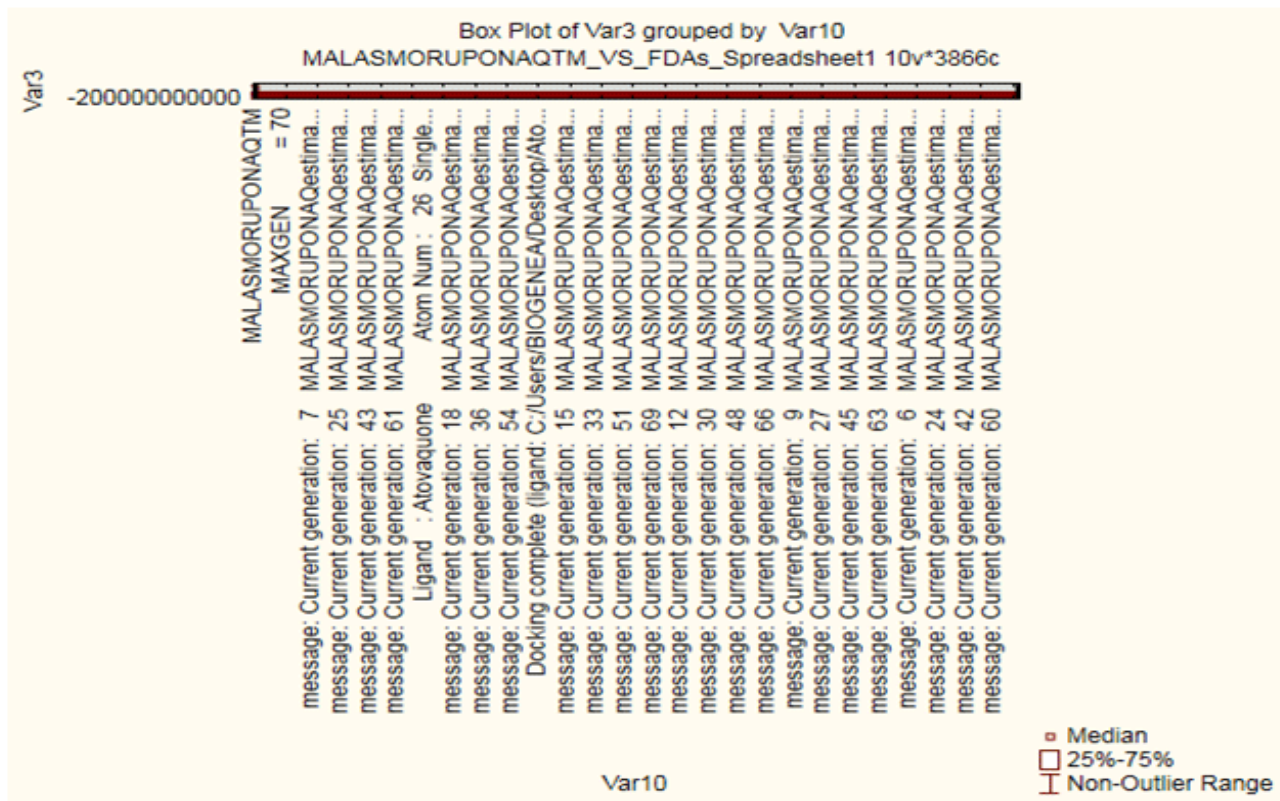 Box Plot of Var3 grouped by Var10
MALASMORUPONAQTM_VS_FDAs_Spreadsheet1 10v*3866c
Var3
-200000000000
MALASMORUPONAQTM
MAXGEN = 70
message: Current generation: 7 MALASMORUPONAQestima...
message: Current generation: 25 MALASMORUPONAQestima...
message: Current generation: 43 MALASMORUPONAQestima...
message: Current generation: 61 MALASMORUPONAQestima...
Ligand : Atovaquone Atom Num : 26 Single...
message: Current generation: 18 MALASMORUPONAQestima...
message: Current generation: 36 MALASMORUPONAQestima...
message: Current generation: 54 MALASMORUPONAQestima...
Docking complete (ligand: C:/Users/BIOGENEA/Desktop/Ato...
message: Current generation: 15 MALASMORUPONAQestima...
message: Current generation: 33 MALASMORUPONAQestima...
message: Current generation: 51 MALASMORUPONAQestima...
message: Current generation: 69 MALASMORUPONAQestima...
message: Current generation: 12 MALASMORUPONAQestima...
message: Current generation: 30 MALASMORUPONAQestima...
message: Current generation: 48 MALASMORUPONAQestima...
message: Current generation: 66 MALASMORUPONAQestima...
message: Current generation: 9 MALASMORUPONAQestima...
message: Current generation: 27 MALASMORUPONAQestima...
message: Current generation: 45 MALASMORUPONAQestima...
message: Current generation: 63 MALASMORUPONAQestima...
message: Current generation: 6 MALASMORUPONAQestima...
message: Current generation: 24 MALASMORUPONAQestima...
message: Current generation: 42 MALASMORUPONAQestima...
message: Current generation: 60 MALASMORUPONAQestima...
Var10
Median
25%-75%
Non-Outlier Range